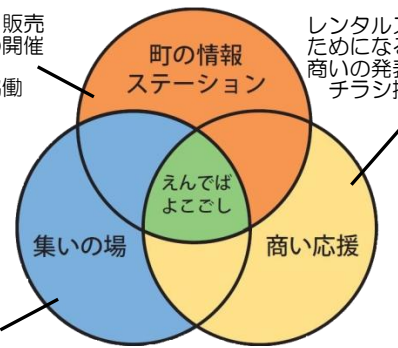 販売
の開催
働
町の情報
ステーション
レンタル
ためになる
商いの発
チラシ
えんでば
よこごし
集いの場
商い応援